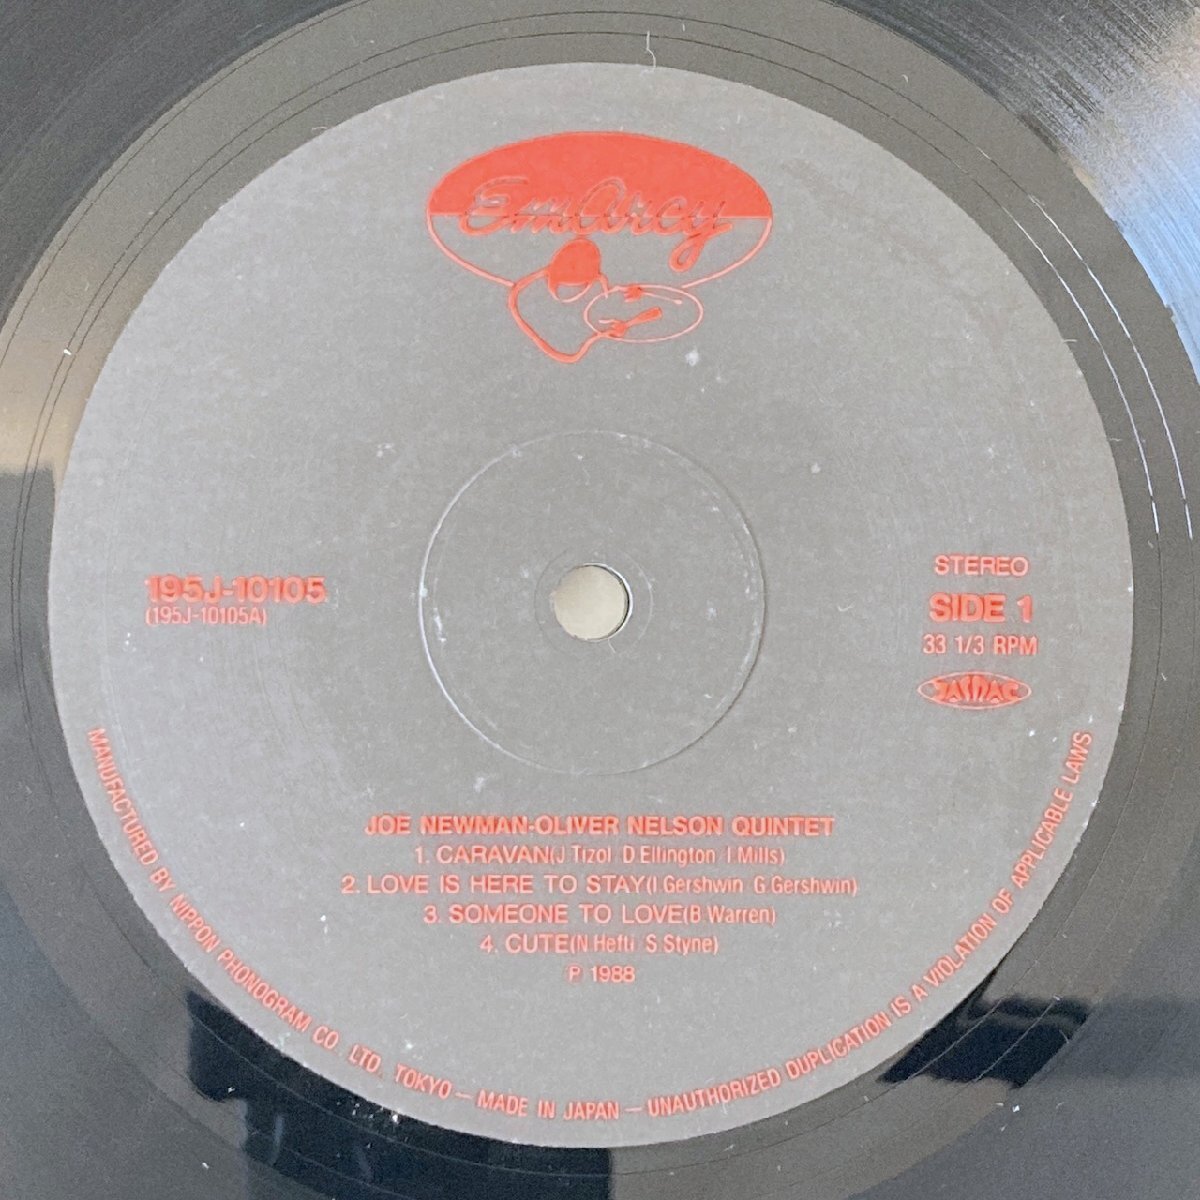 EmArcy
195J-10105
(195J-10105A)
STEREO
SIDE 1
33 1/3 RPM
JASRAC
JOE NEWMAN-OLIVER NELSON QUINTET
1. CARAVAN(J.Tizol D.Ellington I.Mills)
2. LOVE IS HERE TO STAY(I.Gershwin G.Gershwin)
3. SOMEONE TO LOVE(B.Warren)
4. CUTE(N.Hefti S.Styne)
℗ 1988
MANUFACTURED BY NIPPON PHONOGRAM CO. LTD. TOKYO — MADE IN JAPAN — UNAUTHORIZED DUPLICATION IS A VIOLATION OF APPLICABLE LAWS